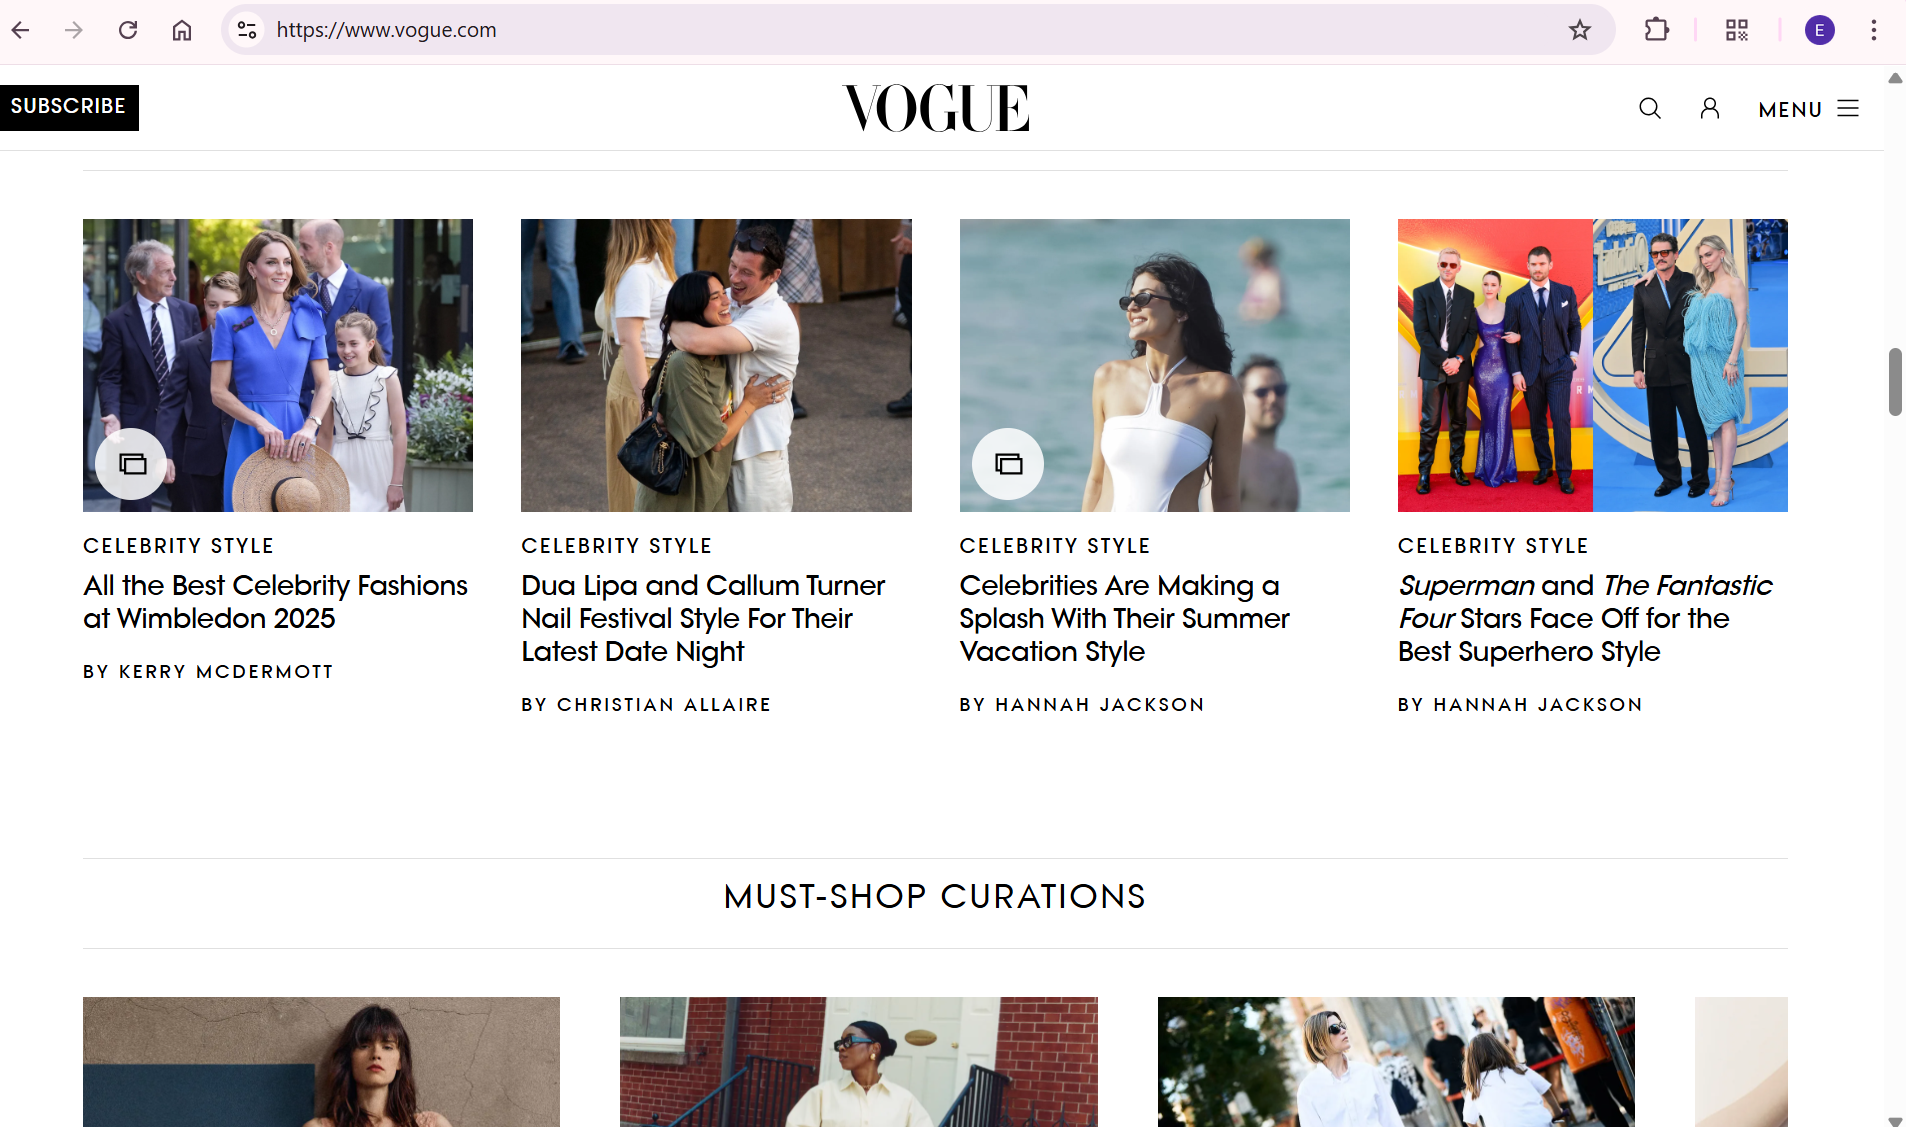 https://www.vogue.com
E
SUBSCRIBE
VOGUE
MENU
CELEBRITY STYLE
All the Best Celebrity Fashions
at Wimbledon 2025
BY KERRY MCDERMOTT
CELEBRITY STYLE
Dua Lipa and Callum Turner
Nail Festival Style For Their
Latest Date Night
BY CHRISTIAN ALLAIRE
CELEBRITY STYLE
Celebrities Are Making a
Splash With Their Summer
Vacation Style
BY HANNAH JACKSON
CELEBRITY STYLE
Superman and The Fantastic
Four Stars Face Off for the
Best Superhero Style
BY HANNAH JACKSON
MUST-SHOP CURATIONS